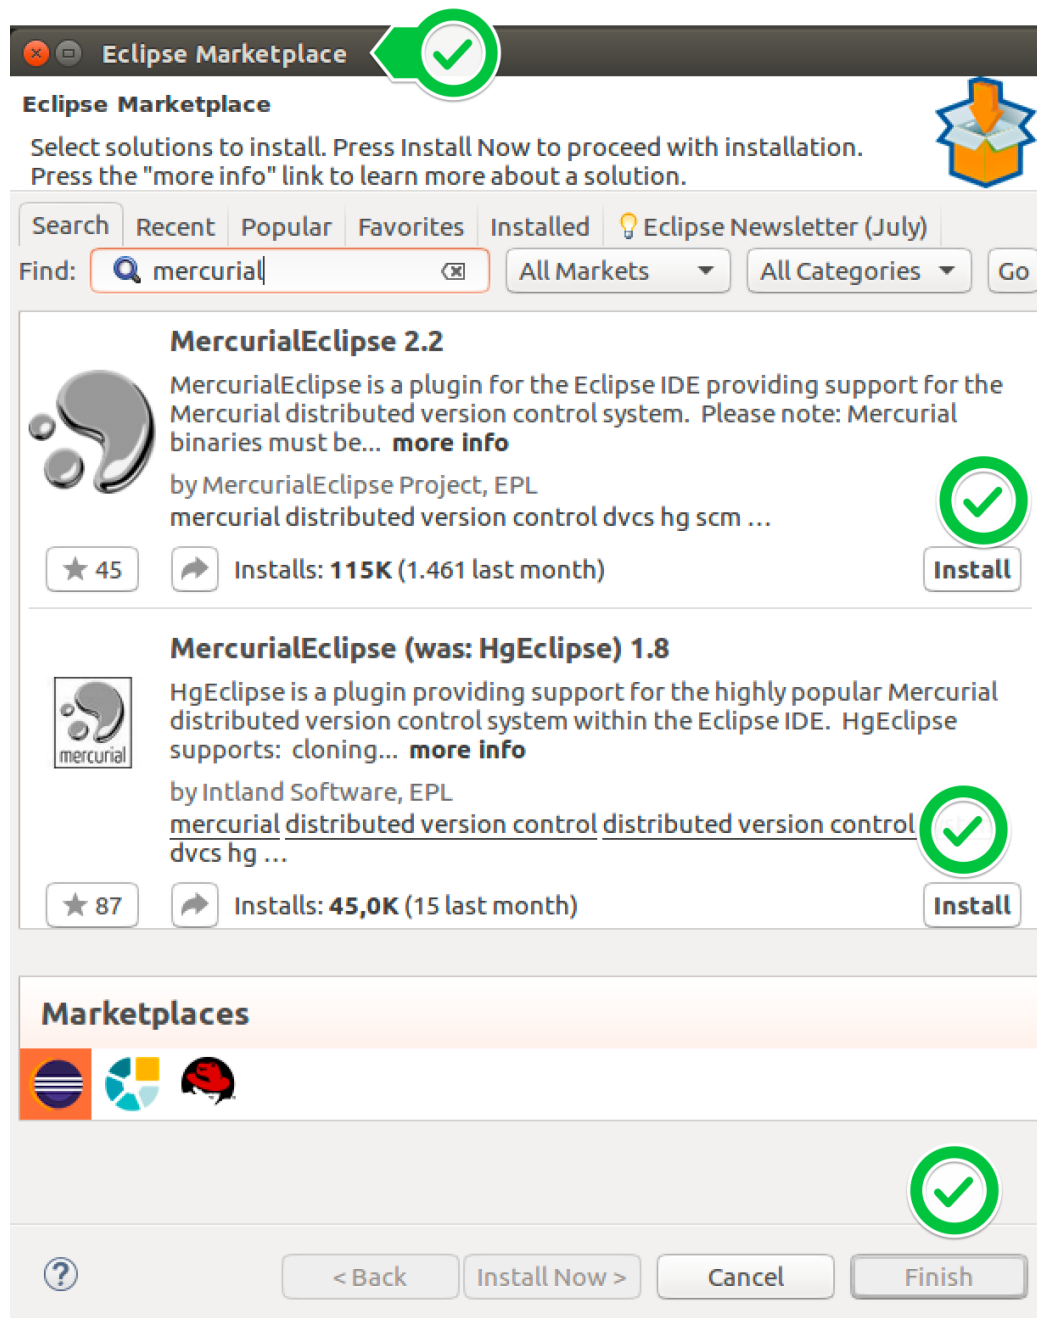 Eclipse Marketplace
Eclipse Marketplace
Select solutions to install. Press Install Now to proceed with installation.
Press the "more info" link to learn more about a solution.
Search Recent Popular Favorites Installed Eclipse Newsletter (July)
Find: mercurial All Markets All Categories Go
MercurialEclipse 2.2
MercurialEclipse is a plugin for the Eclipse IDE providing support for the
Mercurial distributed version control system. Please note: Mercurial
binaries must be... more info
by MercurialEclipse Project, EPL
mercurial distributed version control dvcs hg scm ...
45 Installs: 115K (1.461 last month) Install
MercurialEclipse (was: HgEclipse) 1.8
HgEclipse is a plugin providing support for the highly popular Mercurial
distributed version control system within the Eclipse IDE. HgEclipse
supports: cloning... more info
mercurial
by Intland Software, EPL
mercurial distributed version control distributed version control
dvcs hg ...
87 Installs: 45,0K (15 last month) Install
Marketplaces
? < Back Install Now > Cancel Finish